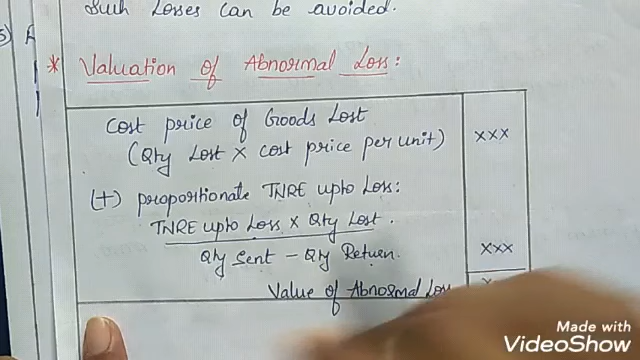 Such Losses can be avoided.
5) A
* Valuation of Abnormal Loss:
Cost price of Goods Lost
(Qty Lost × cost price per unit) xxx
(+) proportionate TNRE upto Loss:
TNRE upto Loss × Qty Lost.
Qty Sent - Qty Return. xxx
Value of Abnormal Loss
Made with
VideoShow